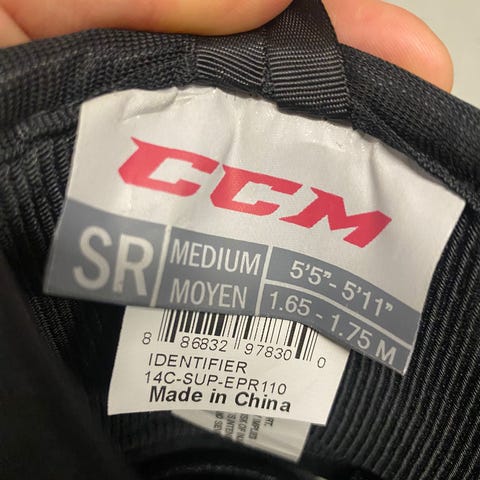 CCM
SR
MEDIUM
MOYEN
5'5" - 5'11"
1.65 - 1.75 M
8 86832 97830 0
IDENTIFIER
14C-SUP-EPR110
Made in China